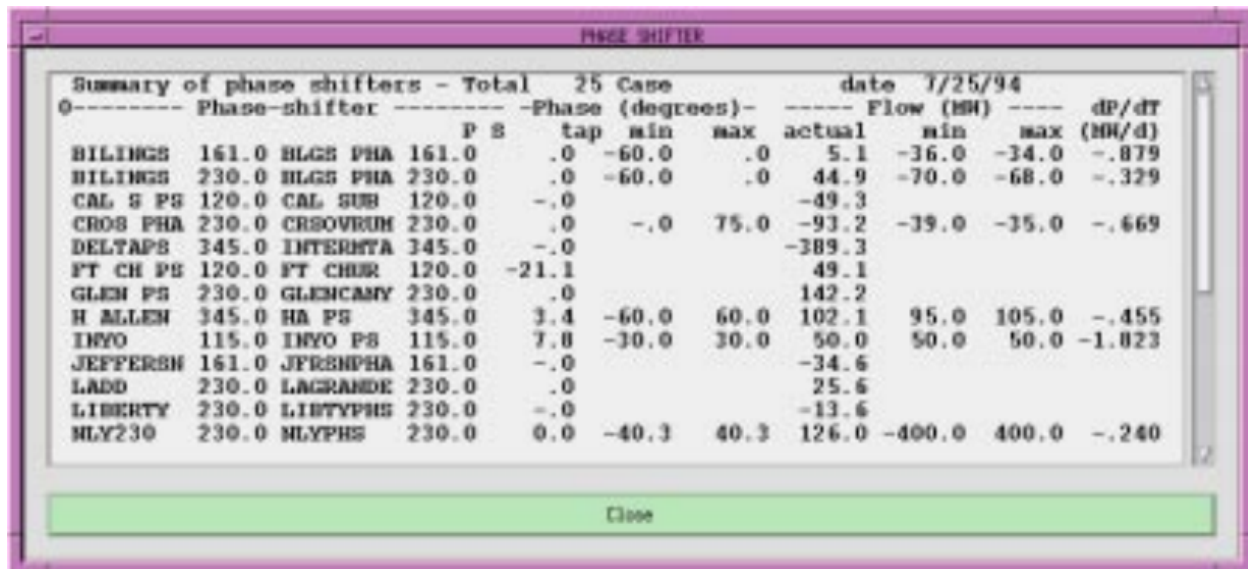 PHASE SHIFTER
Summary of phase shifters - Total 25 Case date 7/25/94
0-------- Phase-shifter -------- -Phase (degrees)- ----- Flow (MW) ---- dP/dT
P S tap min max actual min max (MW/d)
BILINGS 161.0 BLGS PHA 161.0 .0 -60.0 .0 5.1 -36.0 -34.0 -.879
BILINGS 230.0 BLGS PHA 230.0 .0 -60.0 .0 44.9 -70.0 -68.0 -.329
CAL S PS 120.0 CAL SUB 120.0 -.0 -49.3
CROS PHA 230.0 CRSOVRUM 230.0 .0 -.0 75.0 -93.2 -39.0 -35.0 -.669
DELTAPS 345.0 INTERMTA 345.0 -.0 -389.3
FT CH PS 120.0 FT CHUR 120.0 -21.1 49.1
GLEN PS 230.0 GLENCANY 230.0 .0 142.2
H ALLEN 345.0 HA PS 345.0 3.4 -60.0 60.0 102.1 95.0 105.0 -.455
INYO 115.0 INYO PS 115.0 7.8 -30.0 30.0 50.0 50.0 50.0 -1.823
JEFFERSN 161.0 JFRSNPHA 161.0 -.0 -34.6
LADD 230.0 LAGRANDE 230.0 .0 25.6
LIBERTY 230.0 LIBTYPHS 230.0 -.0 -13.6
NLY230 230.0 NLYPHS 230.0 0.0 -40.3 40.3 126.0 -400.0 400.0 -.240
Close